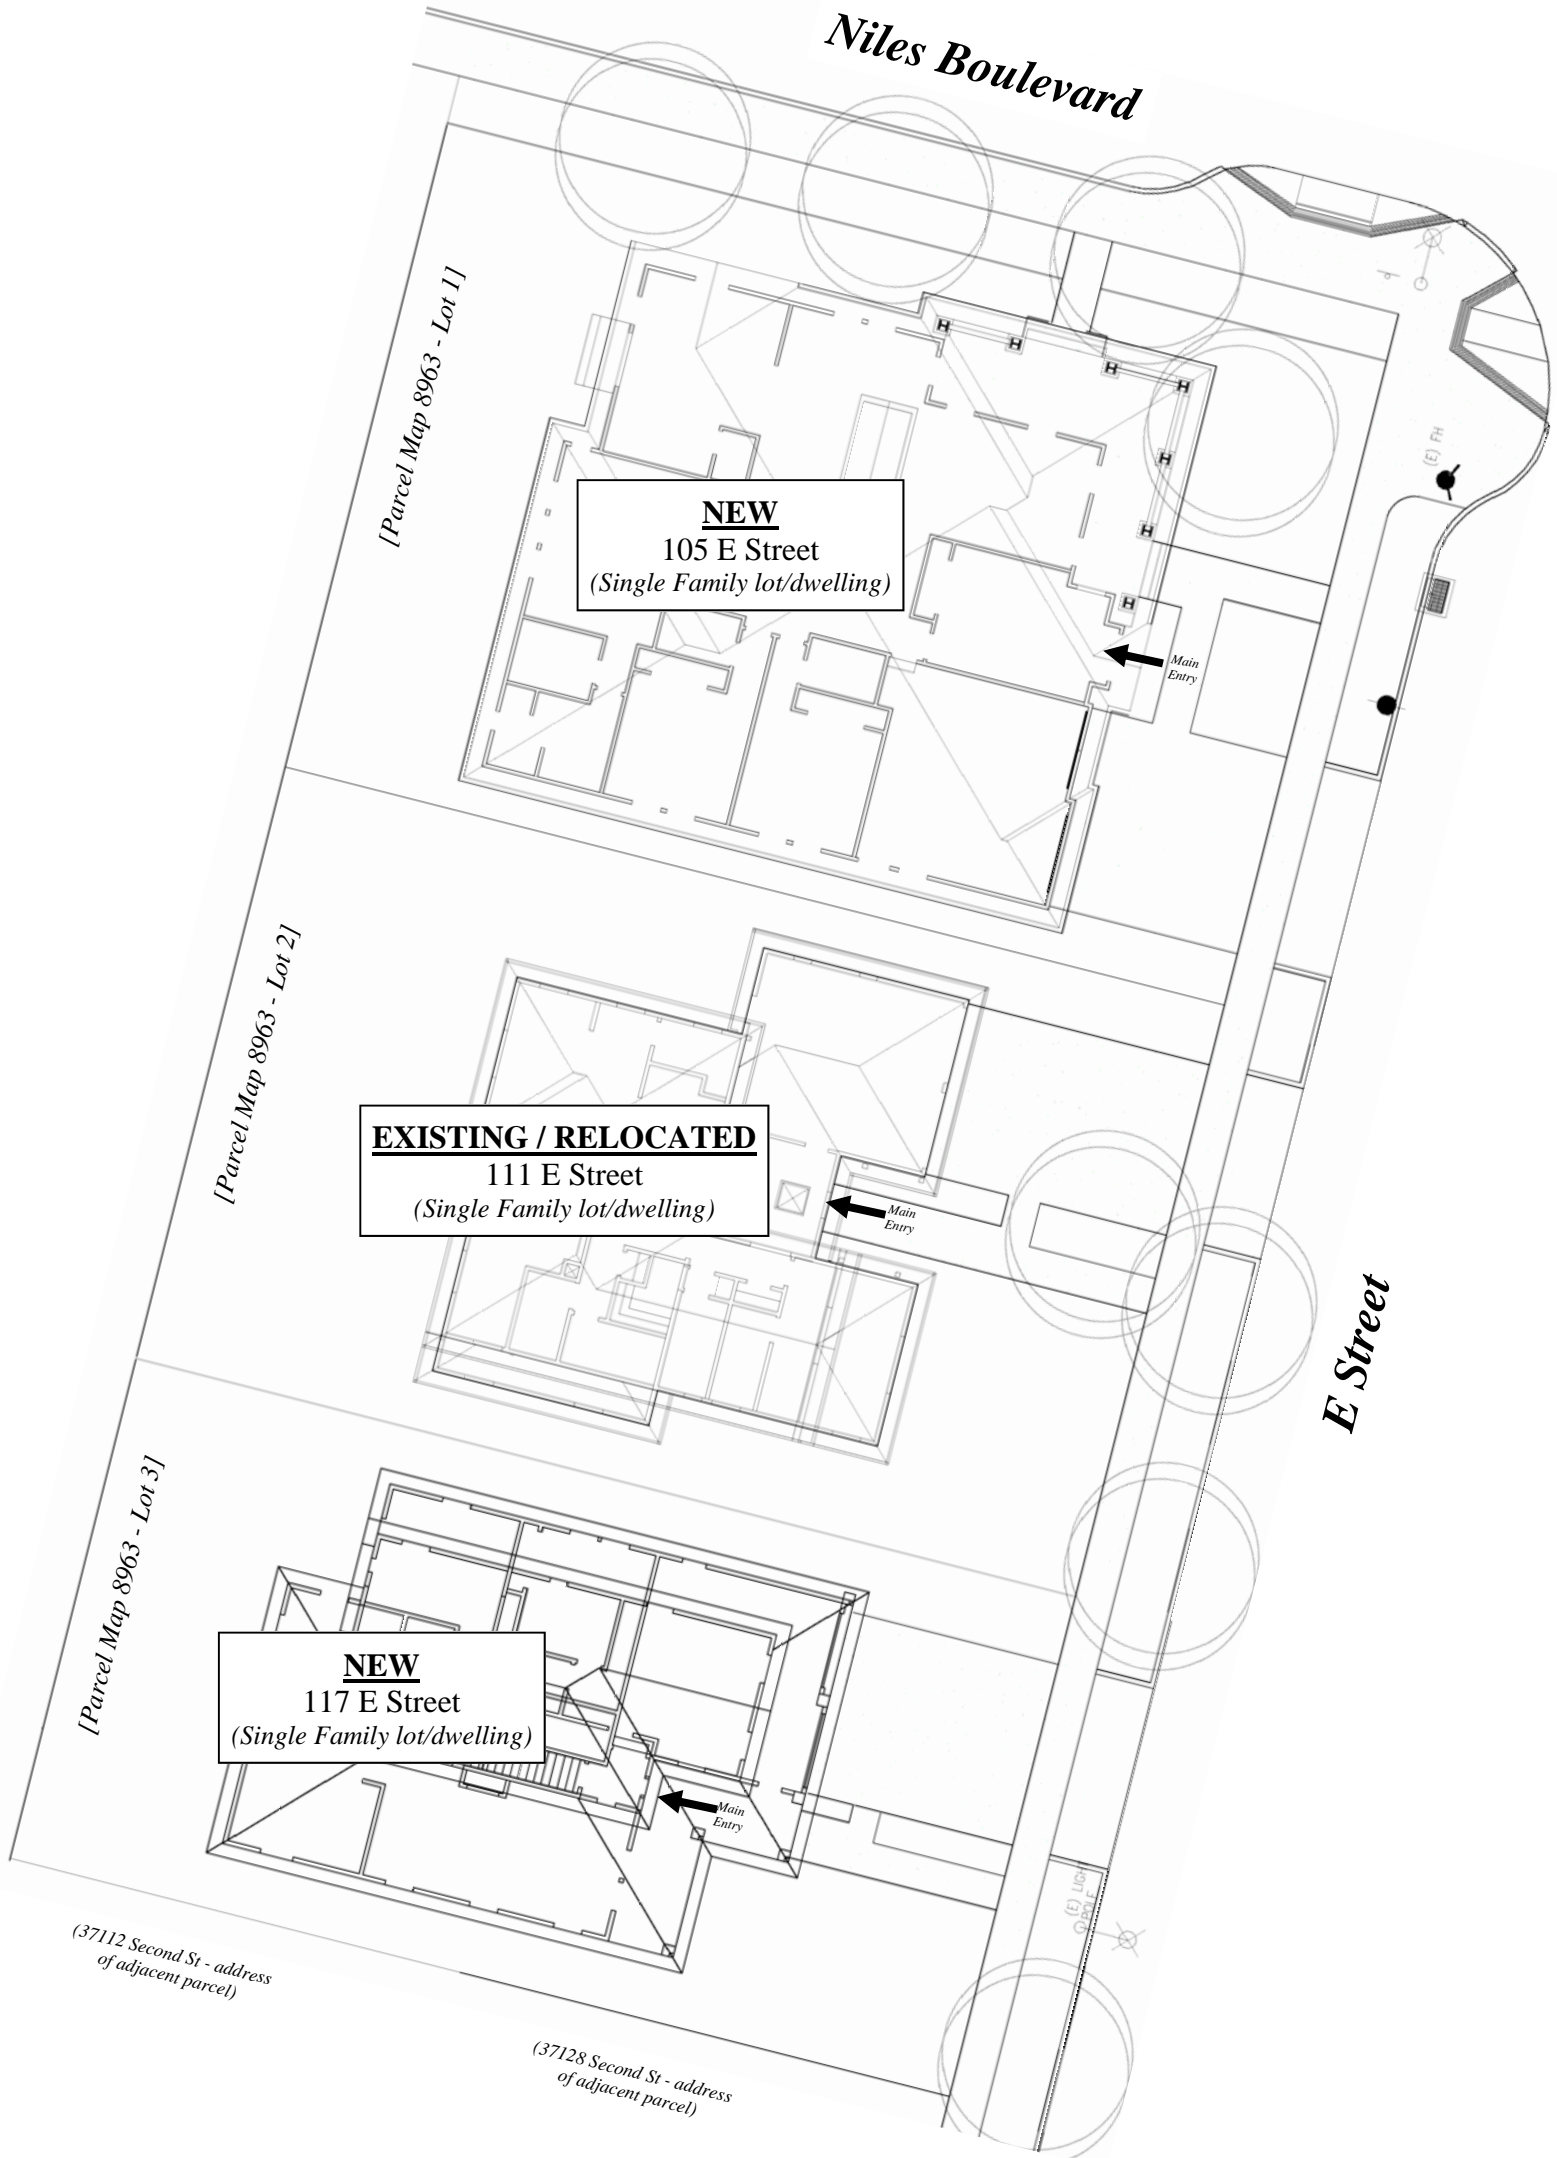 Niles Boulevard
[Parcel Map 8963 - Lot 1]
(E) FH
NEW
105 E Street
(Single Family lot/dwelling)
Main
Entry
[Parcel Map 8963 - Lot 2]
EXISTING / RELOCATED
111 E Street
(Single Family lot/dwelling)
Main
Entry
E Street
[Parcel Map 8963 - Lot 3]
NEW
117 E Street
(Single Family lot/dwelling)
Main
Entry
(E) LIGHT
POLE
(37112 Second St - address
of adjacent parcel)
(37128 Second St - address
of adjacent parcel)